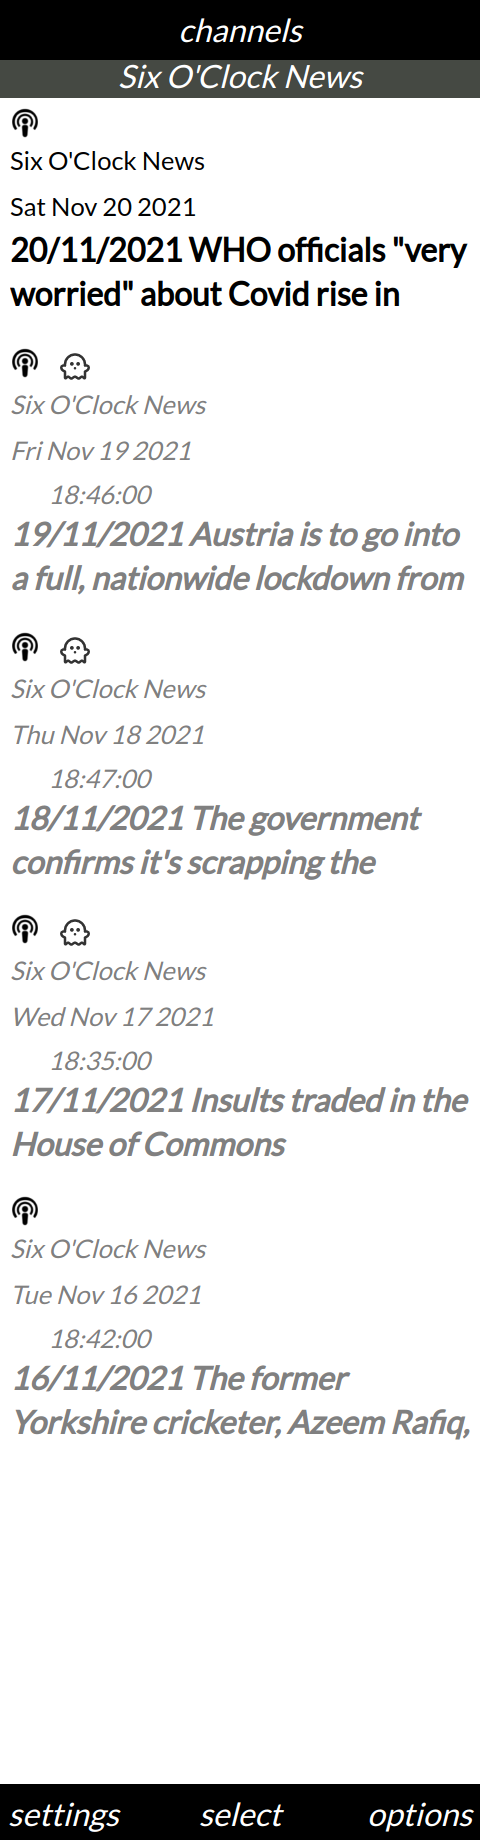 channels
Six O'Clock News
Six O'Clock News
Sat Nov 20 2021
20/11/2021 WHO officials "very
worried" about Covid rise in
Six O'Clock News
Fri Nov 19 2021
18:46:00
19/11/2021 Austria is to go into
a full, nationwide lockdown from
Six O'Clock News
Thu Nov 18 2021
18:47:00
18/11/2021 The government
confirms it's scrapping the
Six O'Clock News
Wed Nov 17 2021
18:35:00
17/11/2021 Insults traded in the
House of Commons
Six O'Clock News
Tue Nov 16 2021
18:42:00
16/11/2021 The former
Yorkshire cricketer, Azeem Rafiq,
settings select options